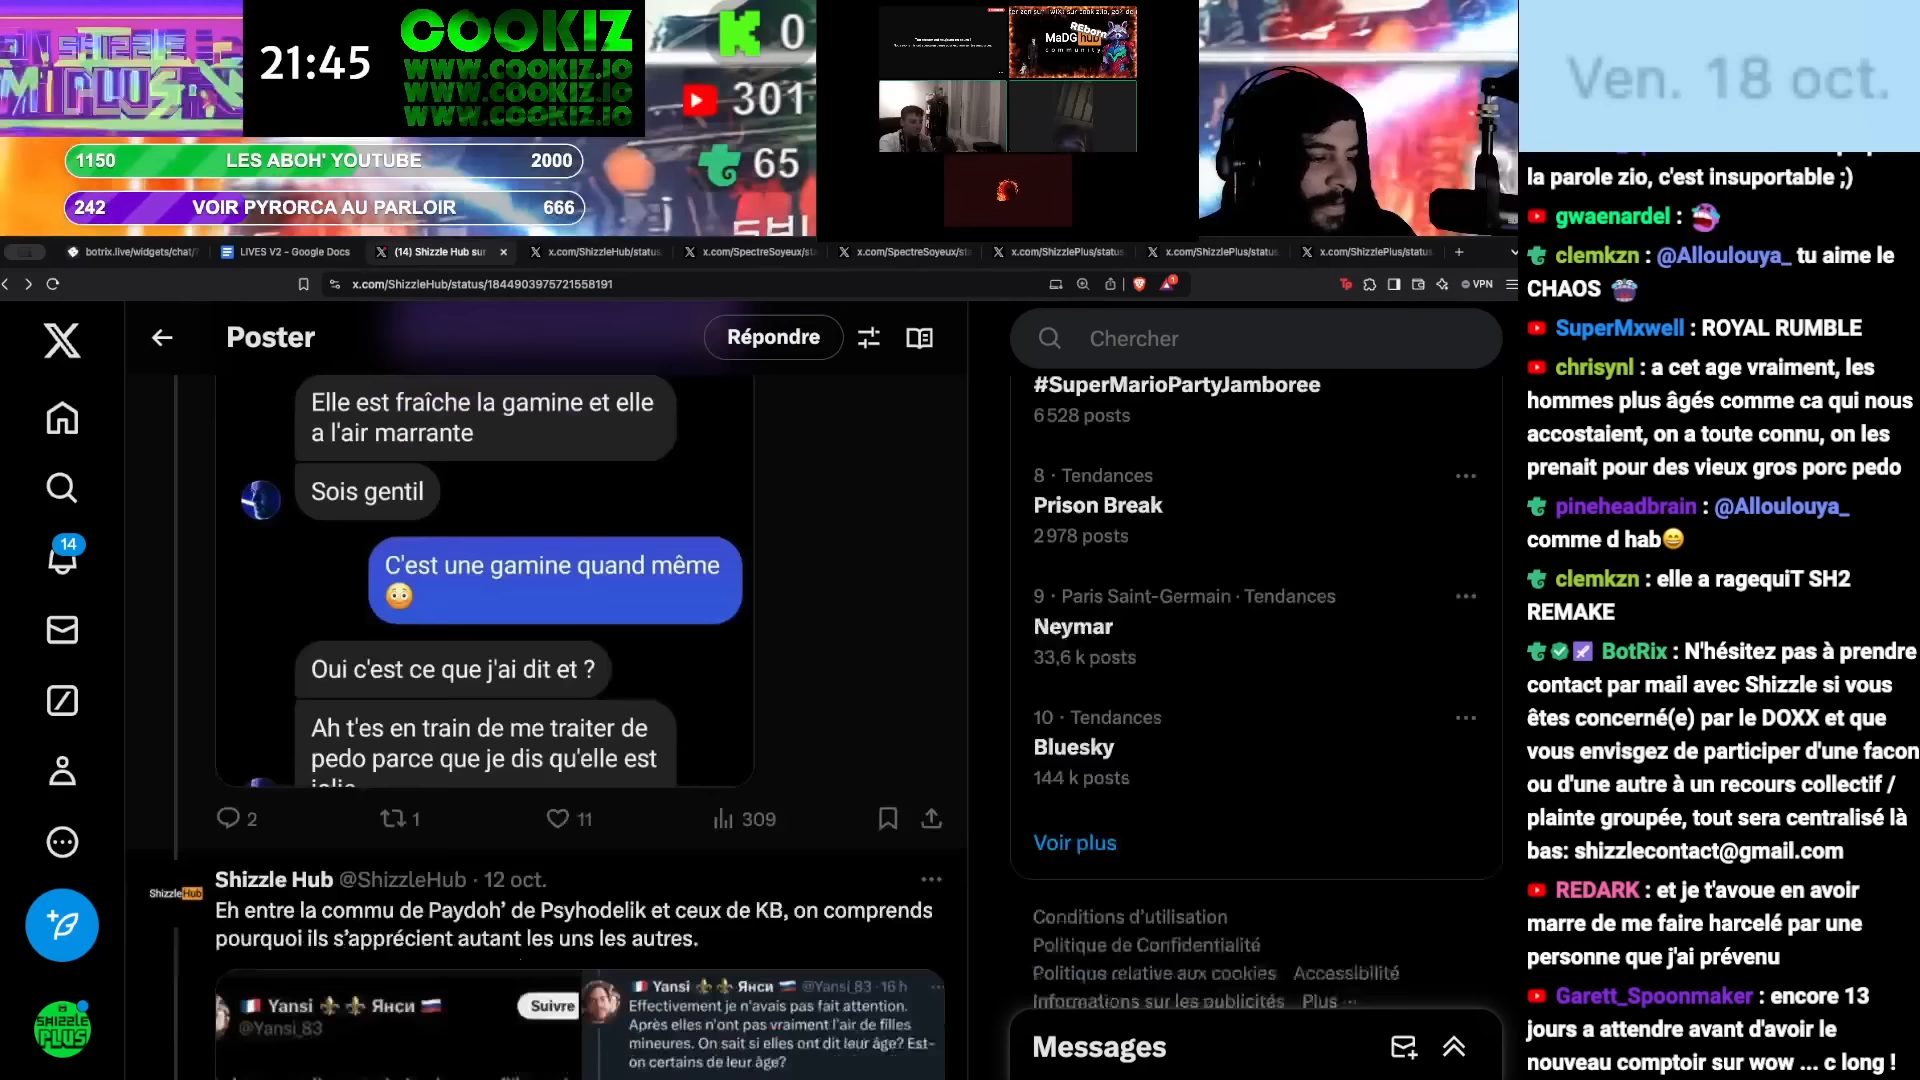 21:45
COOKIZ
WWW.COOKIZ.IO
WWW.COOKIZ.IO
WWW.COOKIZ.IO
0
301
65
1150 LES ABOH' YOUTUBE 2000
242 VOIR PYRORCA AU PARLOIR 666
REborn
MaDG hub
community
Ven. 18 oct.
botrix.live/widgets/chat/
LIVES V2 - Google Docs
(14) Shizzle Hub sur
x.com/ShizzleHub/status
x.com/SpectreSoyeux/st
x.com/SpectreSoyeux/st
x.com/ShizzlePlus/status
x.com/ShizzlePlus/status
x.com/ShizzlePlus/status
x.com/ShizzleHub/status/1844903975721558191
VPN
Poster
Répondre
Chercher
14
Elle est fraîche la gamine et elle
a l'air marrante
Sois gentil
C'est une gamine quand même
😳
Oui c'est ce que j'ai dit et ?
Ah t'es en train de me traiter de
pedo parce que je dis qu'elle est
jolie
2
1
11
309
Shizzle Hub @ShizzleHub · 12 oct.
Eh entre la commu de Paydoh' de Psyhodelik et ceux de KB, on comprends
pourquoi ils s'apprécient autant les uns les autres.
Yansi Янси
@Yansi_83
Suivre
Yansi Янси @Yansi_83 · 16 h
Effectivement je n'avais pas fait attention.
Après elles n'ont pas vraiment l'air de filles
mineures. On sait si elles ont dit leur âge? Est-
on certains de leur âge?
SHIZZLE
PLUS
#SuperMarioPartyJamboree
6 528 posts
8 · Tendances
Prison Break
2 978 posts
9 · Paris Saint-Germain · Tendances
Neymar
33,6 k posts
10 · Tendances
Bluesky
144 k posts
Voir plus
Conditions d'utilisation
Politique de Confidentialité
Politique relative aux cookies Accessibilité
Informations sur les publicités Plus ···
Messages
la parole zio, c'est insuportable ;)
gwaenardel :
clemkzn : @Alloulouya_ tu aime le
CHAOS
SuperMxwell : ROYAL RUMBLE
chrisynl : a cet age vraiment, les
hommes plus âgés comme ca qui nous
accostaient, on a toute connu, on les
prenait pour des vieux gros porc pedo
pineheadbrain : @Alloulouya_
comme d hab😄
clemkzn : elle a ragequiT SH2
REMAKE
BotRix : N'hésitez pas à prendre
contact par mail avec Shizzle si vous
êtes concerné(e) par le DOXX et que
vous envisgez de participer d'une facon
ou d'une autre à un recours collectif /
plainte groupée, tout sera centralisé là
bas: shizzlecontact@gmail.com
REDARK : et je t'avoue en avoir
marre de me faire harcelé par une
personne que j'ai prévenu
Garett_Spoonmaker : encore 13
jours a attendre avant d'avoir le
nouveau comptoir sur wow ... c long !